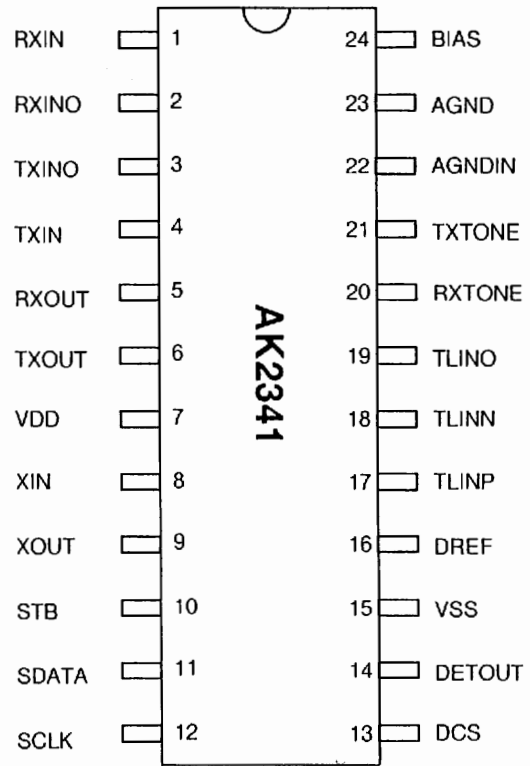 RXIN 1 24 BIAS
RXINO 2 23 AGND
TXINO 3 22 AGNDIN
TXIN 4 21 TXTONE
RXOUT 5 20 RXTONE
TXOUT 6 19 TLINO
VDD 7 18 TLINN
XIN 8 17 TLINP
XOUT 9 16 DREF
STB 10 15 VSS
SDATA 11 14 DETOUT
SCLK 12 13 DCS
AK2341